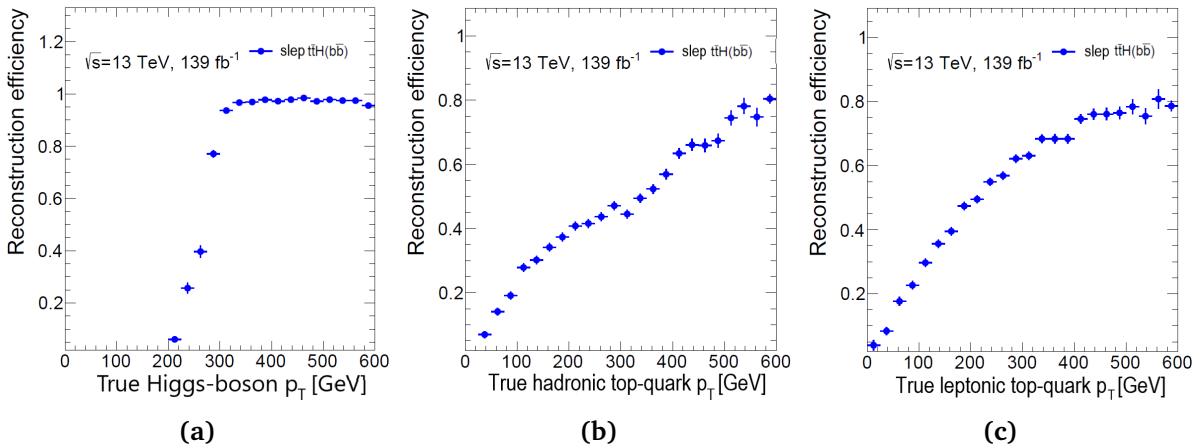 Reconstruction efficiency
1.2
1
0.8
0.6
0.4
0.2
0 100 200 300 400 500 600
slep tt̄H(bb̄)
√s=13 TeV, 139 fb⁻¹
True Higgs-boson p_T [GeV]
(a)
Reconstruction efficiency
1
0.8
0.6
0.4
0.2
0 100 200 300 400 500 600
slep tt̄H(bb̄)
√s=13 TeV, 139 fb⁻¹
True hadronic top-quark p_T [GeV]
(b)
Reconstruction efficiency
1
0.8
0.6
0.4
0.2
0 100 200 300 400 500 600
slep tt̄H(bb̄)
√s=13 TeV, 139 fb⁻¹
True leptonic top-quark p_T [GeV]
(c)